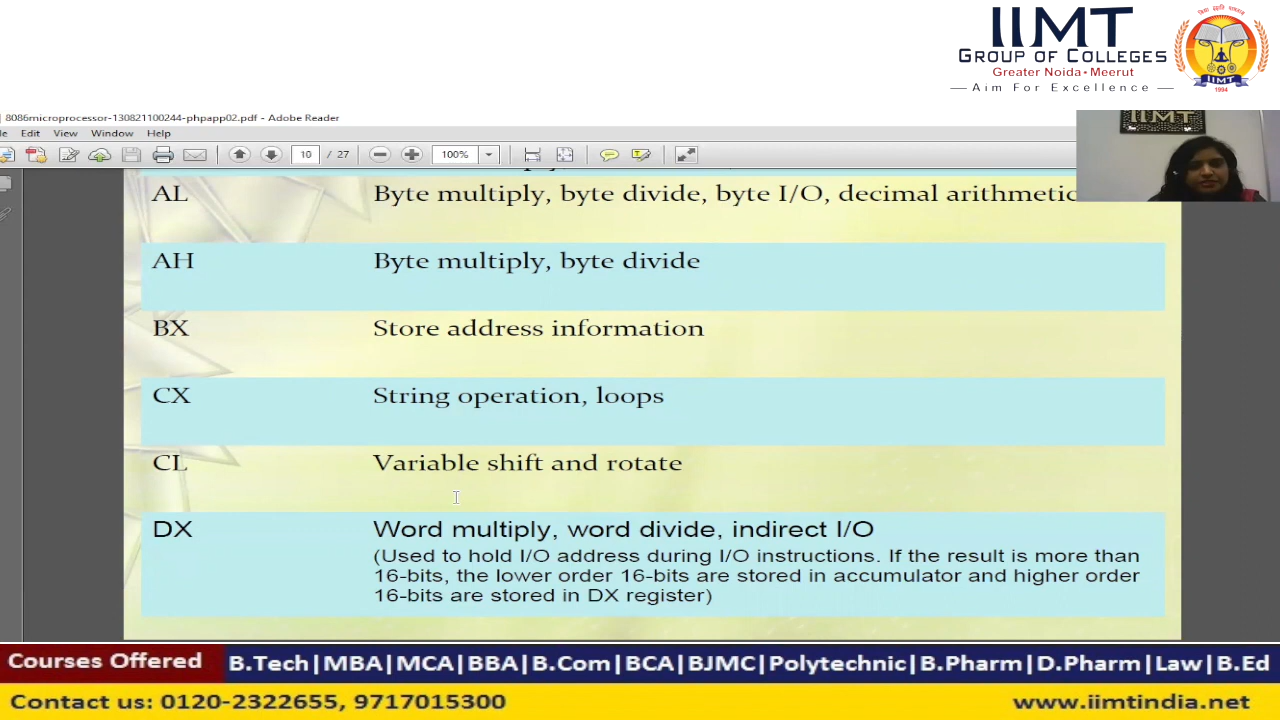 IIMT
GROUP OF COLLEGES
Greater Noida • Meerut
Aim For Excellence
IIMT
1994
8086microprocessor-130821100244-phpapp02.pdf - Adobe Reader
Edit View Window Help
10 / 27 100%
IIMT
AL Byte multiply, byte divide, byte I/O, decimal arithmetic
AH Byte multiply, byte divide
BX Store address information
CX String operation, loops
CL Variable shift and rotate
DX Word multiply, word divide, indirect I/O
(Used to hold I/O address during I/O instructions. If the result is more than
16-bits, the lower order 16-bits are stored in accumulator and higher order
16-bits are stored in DX register)
Courses Offered B.Tech|MBA|MCA|BBA|B.Com|BCA|BJMC|Polytechnic|B.Pharm|D.Pharm|Law|B.Ed
Contact us: 0120-2322655, 9717015300 www.iimtindia.net